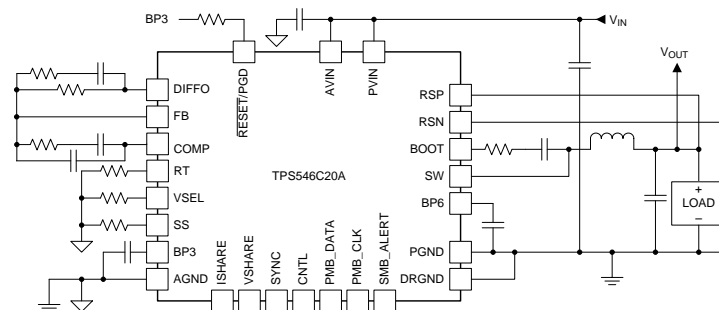 BP3
V_IN
V_OUT
RESET/PGD
AVIN
PVIN
DIFFO
FB
COMP
RT
VSEL
SS
BP3
AGND
TPS546C20A
RSP
RSN
BOOT
SW
BP6
PGND
DRGND
+
LOAD
–
ISHARE
VSHARE
SYNC
CNTL
PMB_DATA
PMB_CLK
SMB_ALERT